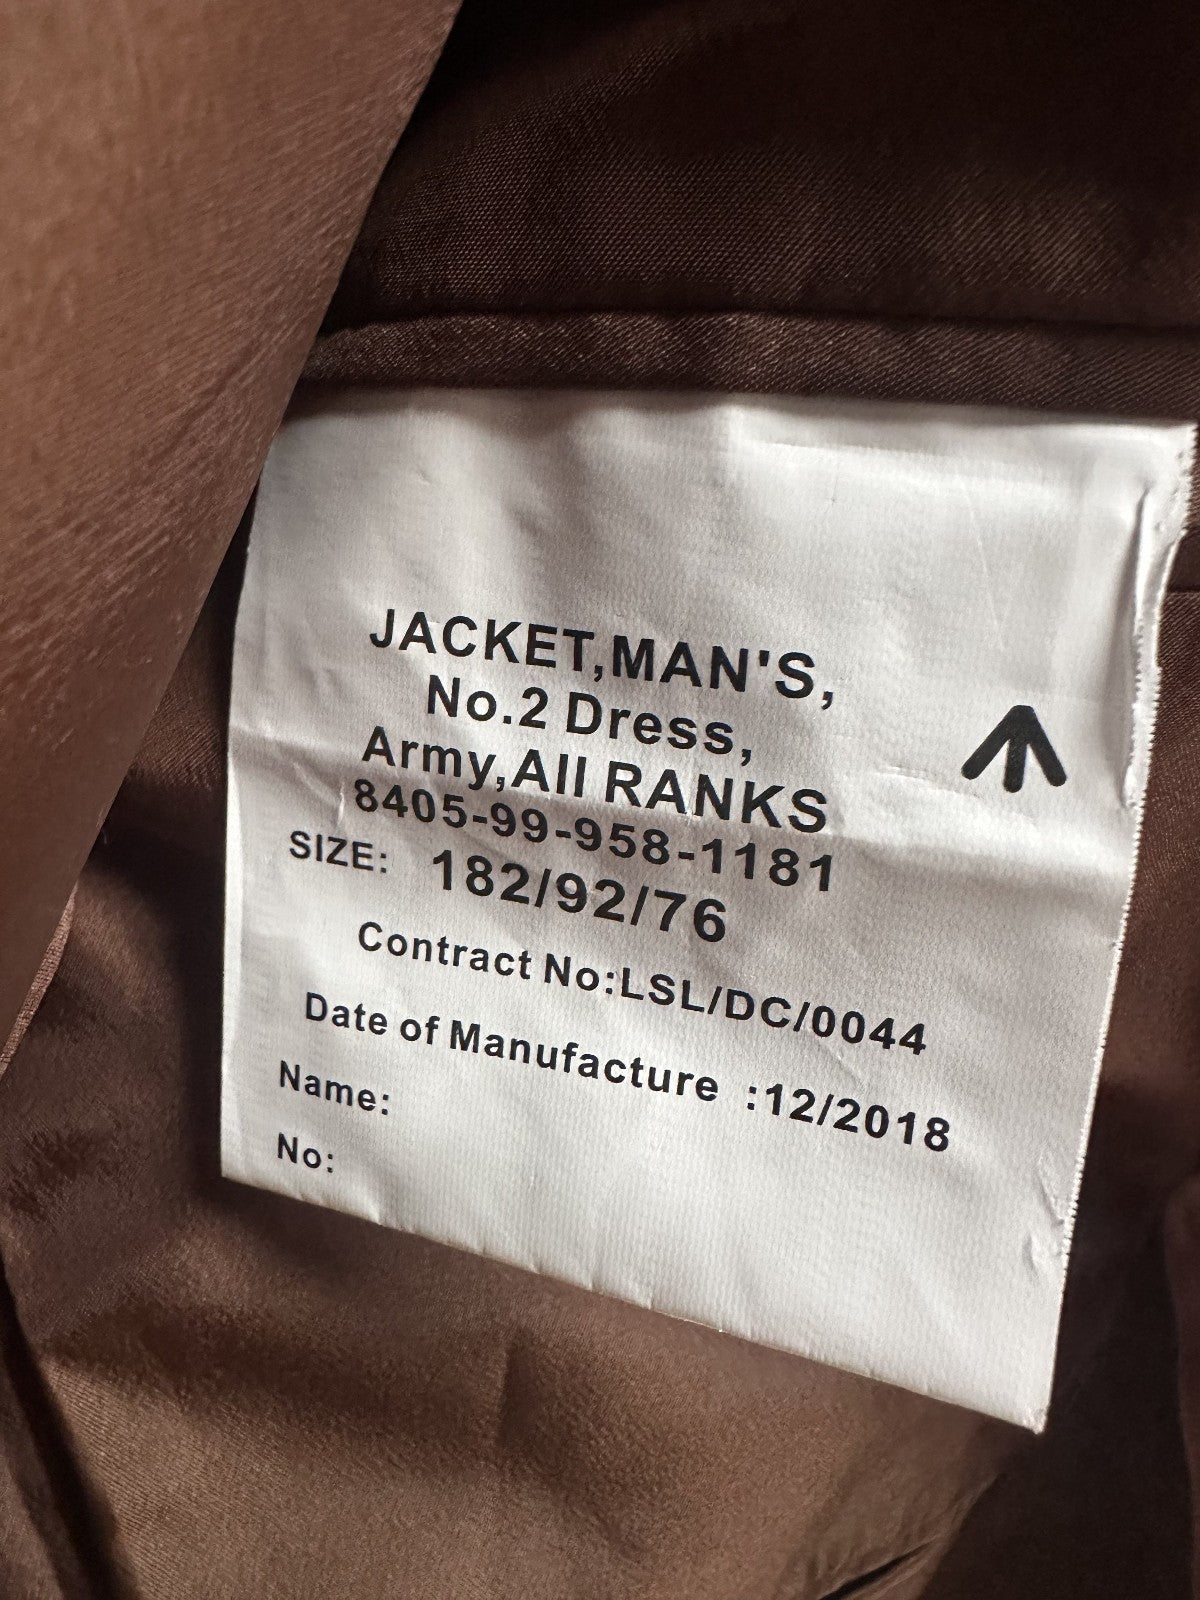 JACKET,MAN'S,
No.2 Dress,
Army,All RANKS
8405-99-958-1181
SIZE: 182/92/76
Contract No:LSL/DC/0044
Date of Manufacture :12/2018
Name:
No: